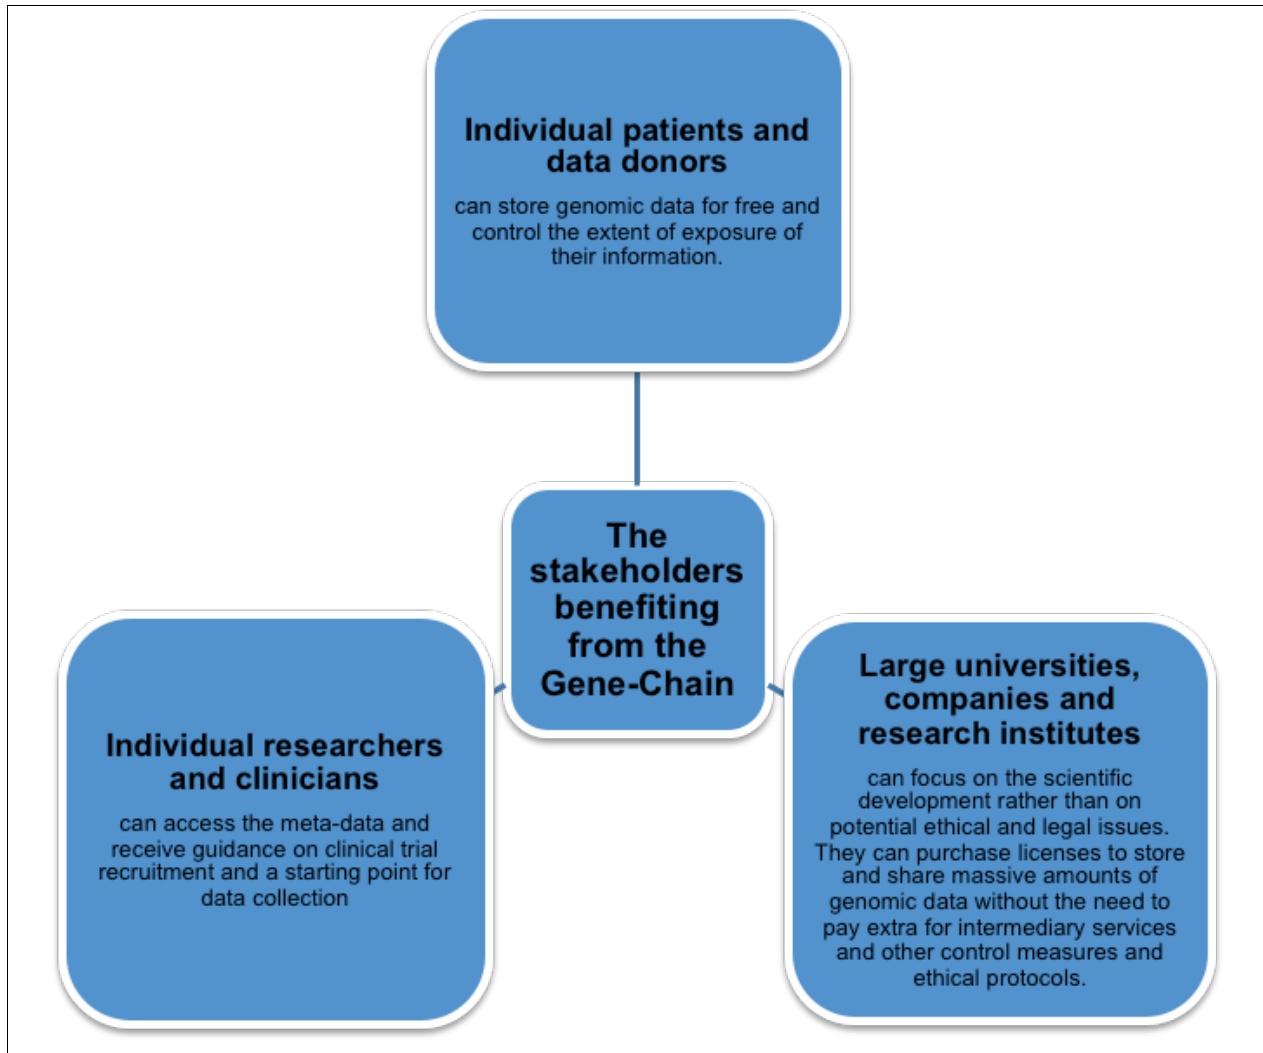 Individual patients and
data donors
can store genomic data for free and
control the extent of exposure of
their information.
The
stakeholders
benefiting
from the
Gene-Chain
Individual researchers
and clinicians
can access the meta-data and
receive guidance on clinical trial
recruitment and a starting point for
data collection
Large universities,
companies and
research institutes
can focus on the scientific
development rather than on
potential ethical and legal issues.
They can purchase licenses to store
and share massive amounts of
genomic data without the need to
pay extra for intermediary services
and other control measures and
ethical protocols.